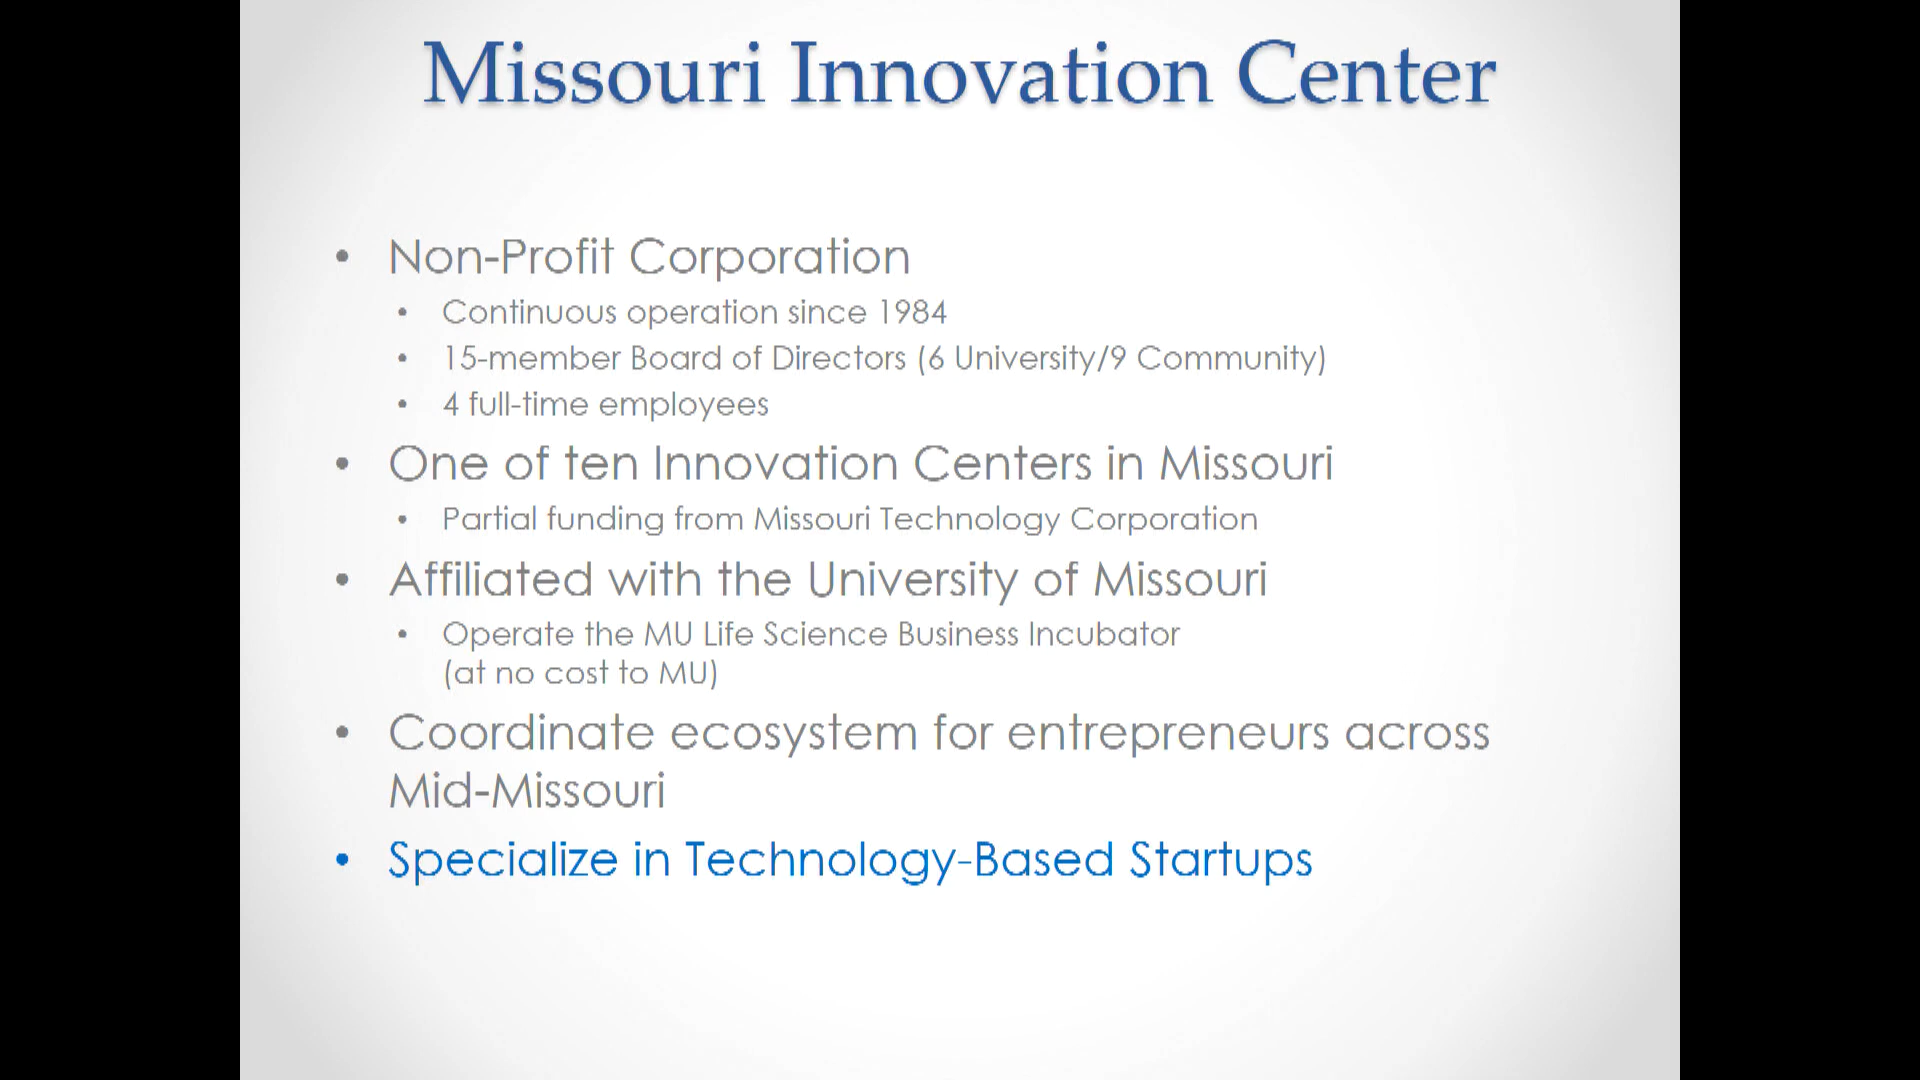 Missouri Innovation Center
• Non-Profit Corporation
• Continuous operation since 1984
• 15-member Board of Directors (6 University/9 Community)
• 4 full-time employees
• One of ten Innovation Centers in Missouri
• Partial funding from Missouri Technology Corporation
• Affiliated with the University of Missouri
• Operate the MU Life Science Business Incubator
(at no cost to MU)
• Coordinate ecosystem for entrepreneurs across
Mid-Missouri
• Specialize in Technology-Based Startups